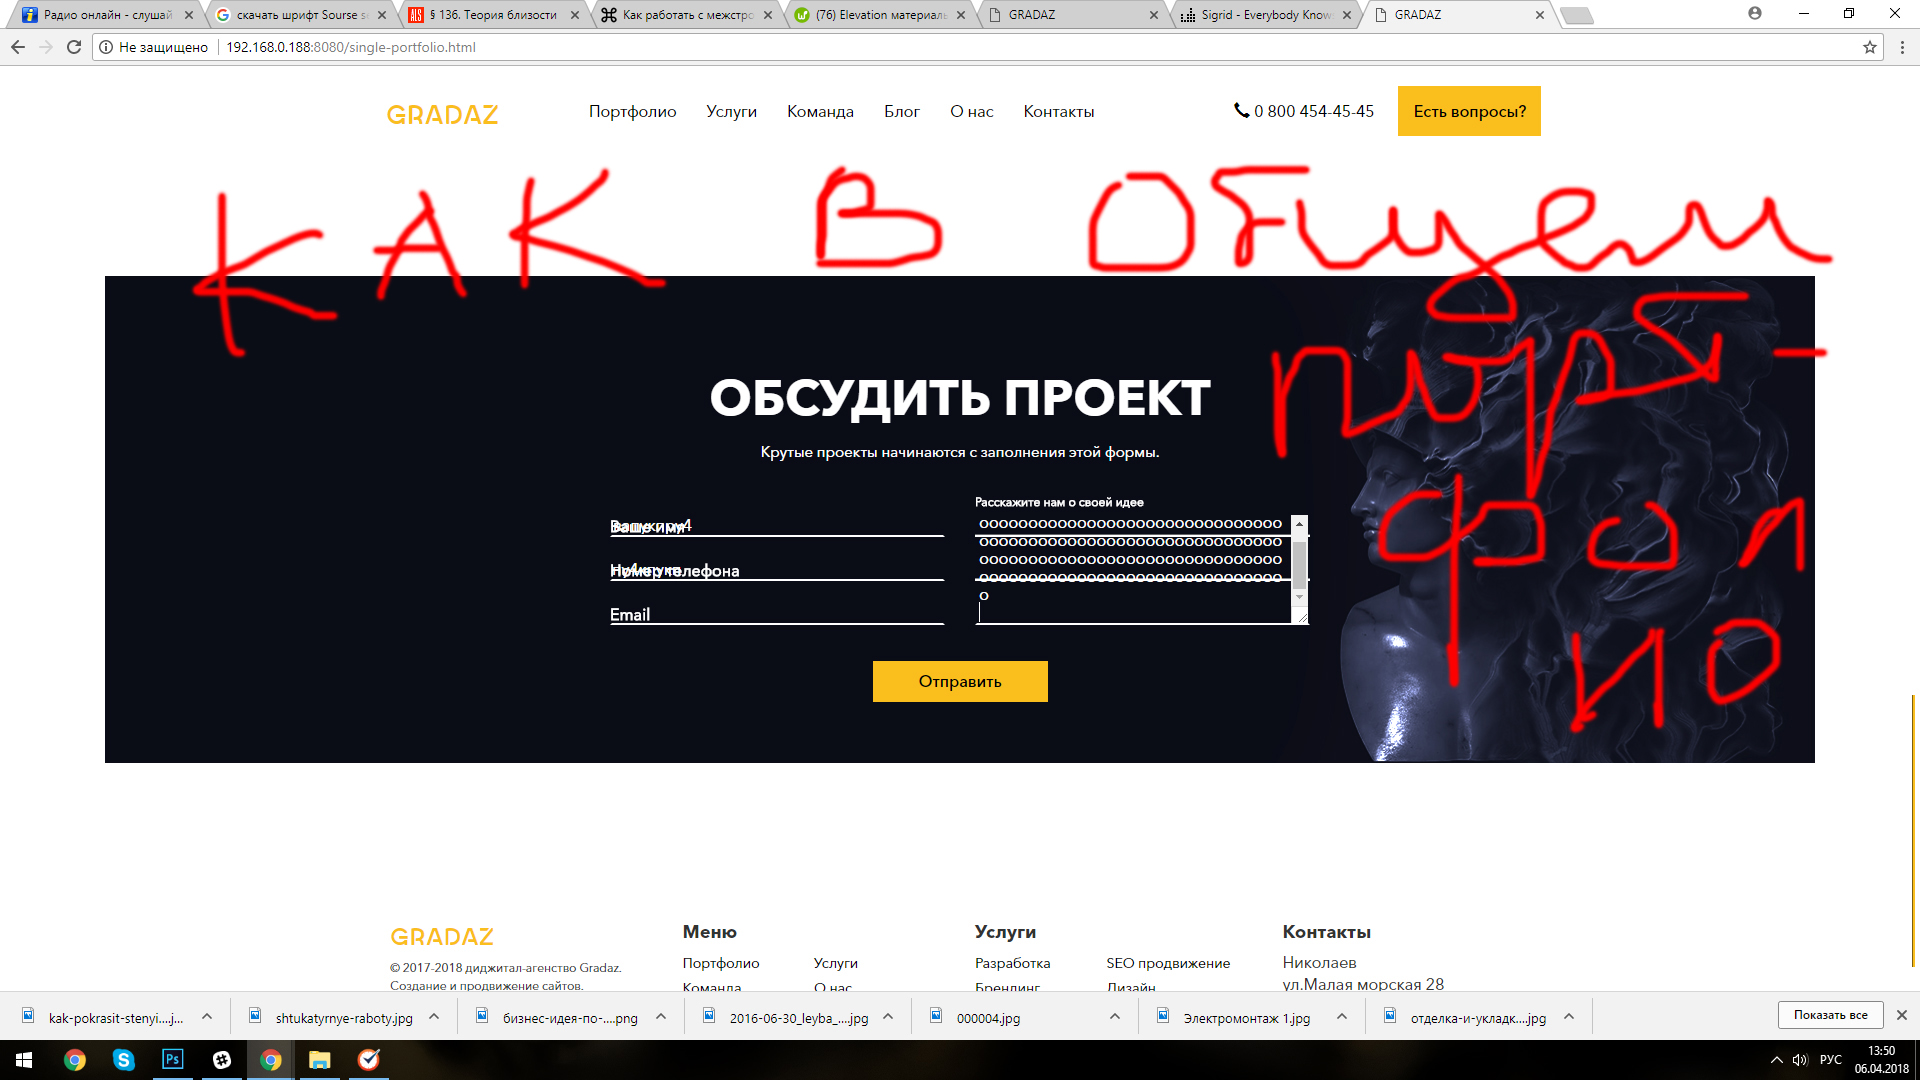 Радио онлайн - слушай
скачать шрифт Sourse sa
§ 136. Теория близости
Как работать с межстро
(76) Elevation материаль
GRADAZ
Sigrid - Everybody Know
GRADAZ
Не защищено
192.168.0.188:8080/single-portfolio.html
GRADAZ
Портфолио Услуги Команда Блог О нас Контакты
0 800 454-45-45
Есть вопросы?
КАК В Общем
порт-
фол
ио
ОБСУДИТЬ ПРОЕКТ
Крутые проекты начинаются с заполнения этой формы.
Расскажите нам о своей идее
Ваше имя
ооооооооооооооооооооооооооооооо
ооооооооооооооооооооооооооооооо
ооооооооооооооооооооооооооооооо
Номер телефона
ооооооооооооооооооооооооооооооо
о
Email
Отправить
GRADAZ
© 2017-2018 диджитал-агенство Gradaz.
Создание и продвижение сайтов.
Меню
Портфолио Услуги
Команда О нас
Услуги
Разработка SEO продвижение
Брендинг Дизайн
Контакты
Николаев
ул.Малая морская 28
kak-pokrasit-stenyi....j...
shtukatyrnye-raboty.jpg
бизнес-идея-по-....png
2016-06-30_leyba_....jpg
000004.jpg
Электромонтаж 1.jpg
отделка-и-укладк....jpg
Показать все
Ps
РУС
13:50
06.04.2018